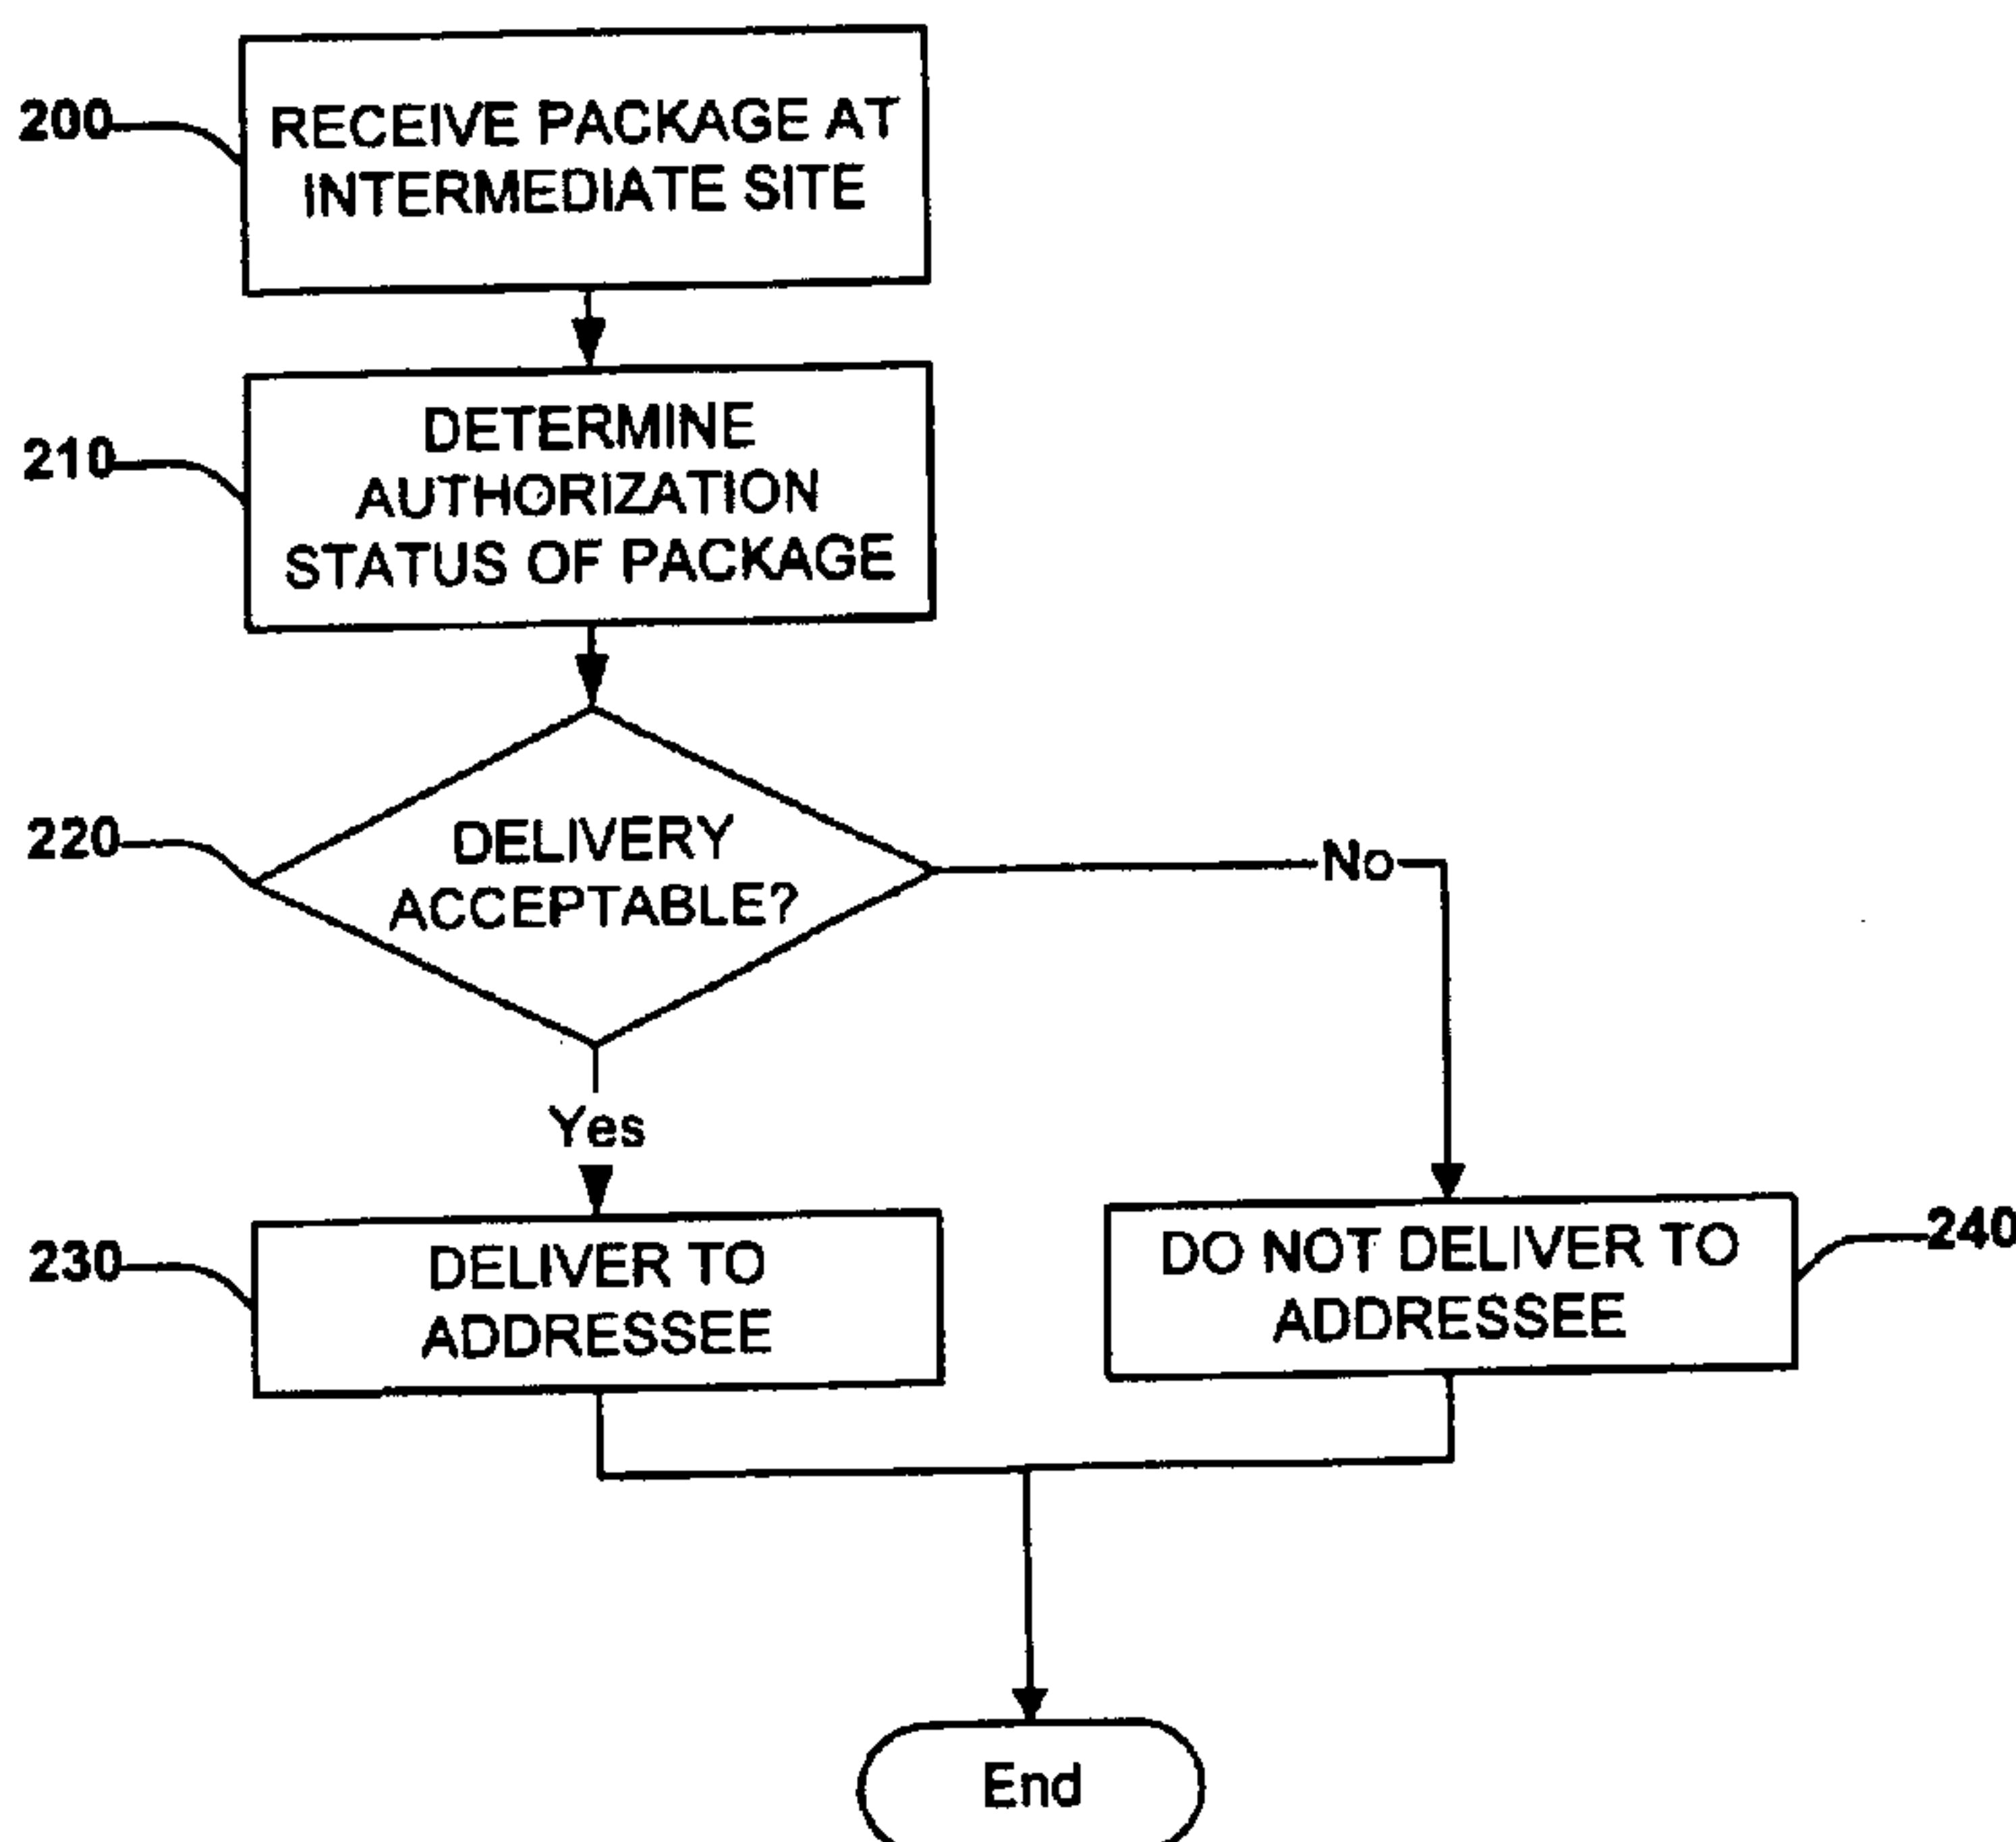 200
RECEIVE PACKAGE AT
INTERMEDIATE SITE
210
DETERMINE
AUTHORIZATION
STATUS OF PACKAGE
220
DELIVERY
ACCEPTABLE?
No
Yes
230
DELIVER TO
ADDRESSEE
DO NOT DELIVER TO
ADDRESSEE
240
End